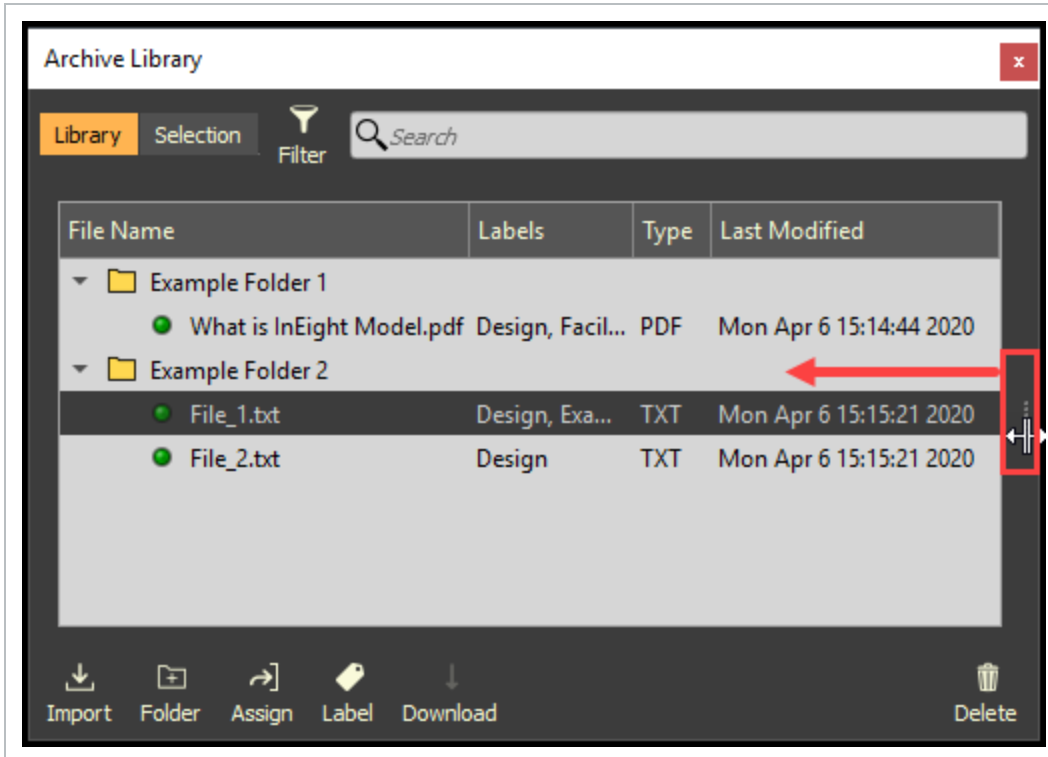 Archive Library
x
Library Selection Filter Search
File Name Labels Type Last Modified
Example Folder 1
What is InEight Model.pdf Design, Facil... PDF Mon Apr 6 15:14:44 2020
Example Folder 2
File_1.txt Design, Exa... TXT Mon Apr 6 15:15:21 2020
File_2.txt Design TXT Mon Apr 6 15:15:21 2020
Import Folder Assign Label Download Delete